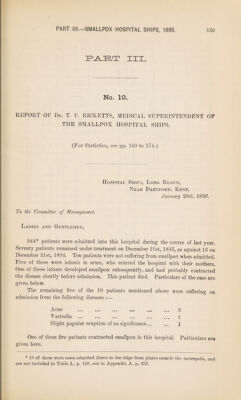 PART III.—SMALLPOX HOSPITAL SHIPS, 1895. 150
PART III.
No. 10.
REPORT OF Dr. T. F. RICKETTS, MEDICAL SUPERINTENDENT OF
THE SMALLPOX HOSPITAL SHIPS.
(For Statistics, see pp. 160 to 174.)
Hospital Ships, Long Reach,
Near Dartford, Kent,
January 29th, 1896.
To the Committee of Management.
Ladies and Gentlemen,
944* patients were admitted into this hospital during the course of last year.
Seventy patients remained under treatment on December 31st, 1895, as against 16 on
December 31st, 1894. Ten patients were not suffering from smallpox when admitted.
Five of these were infants in arms, who entered the hospital with their mothers.
One of these infants developed smallpox subsequently, and had probably contracted
the disease shortly before admission. This patient died. Particulars of the case are
given below.
The remaining five of the 10 patients mentioned above were suffering on
admission from the following diseases :—
Acne ... ... ... ... ... 3
Varicella ... ... ... ... ... 1
Slight papular eruption of no significance... ... 1
One of these five patients contracted smallpox in this hospital. Particulars are
given here.
* 10 of these were cases admitted direct to the ships from places outside the metropolis, and
are not included in Table I., p. 158, nor in Appendix A, p.